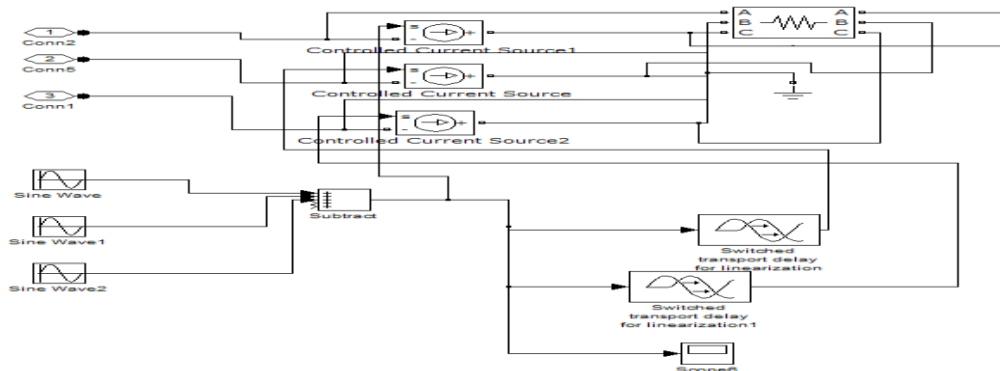 1
Conn2
2
Conn5
3
Conn1
s
-
+
Controlled Current Source1
s
-
+
Controlled Current Source
s
-
+
Controlled Current Source2
A
B
C
A
B
C
Sine Wave
Sine Wave1
Sine Wave2
Subtract
Switched
transport delay
for linearization
Switched
transport delay
for linearization1